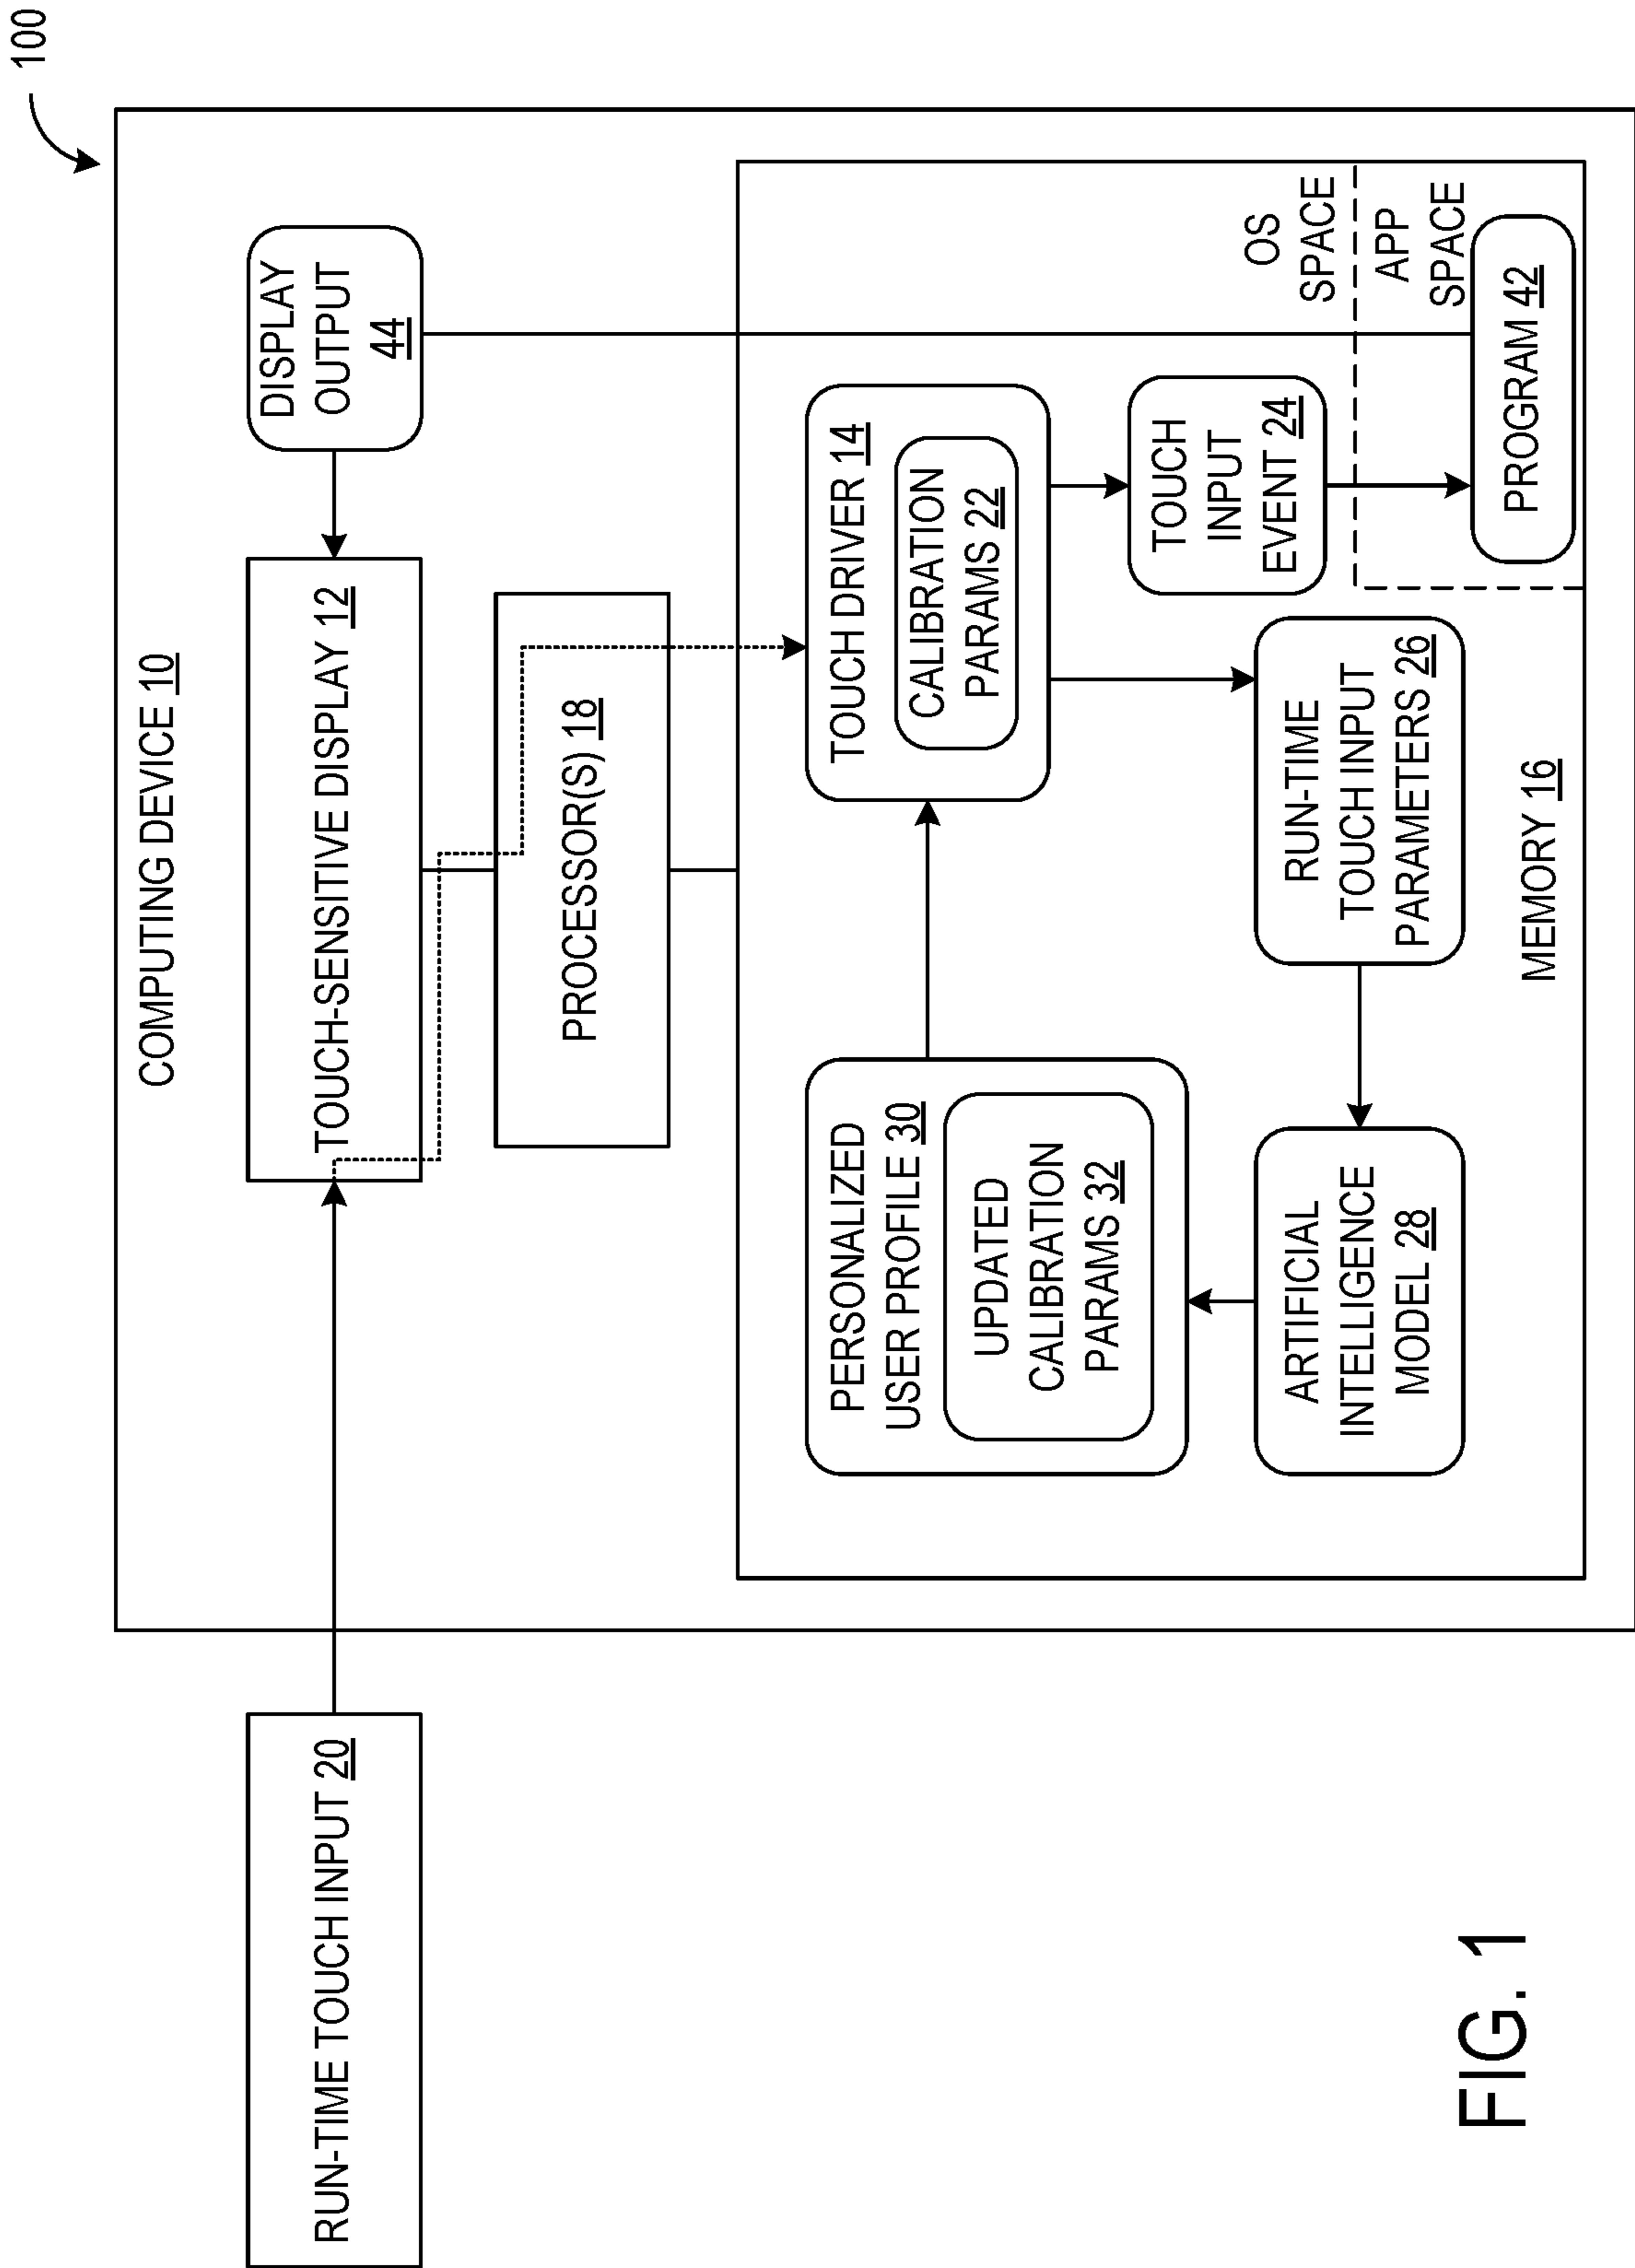 100
COMPUTING DEVICE 10
RUN-TIME TOUCH INPUT 20
TOUCH-SENSITIVE DISPLAY 12
DISPLAY
OUTPUT
44
PROCESSOR(S) 18
PERSONALIZED
USER PROFILE 30
UPDATED
CALIBRATION
PARAMS 32
TOUCH DRIVER 14
CALIBRATION
PARAMS 22
TOUCH
INPUT
EVENT 24
OS
SPACE
APP
SPACE
ARTIFICIAL
INTELLIGENCE
MODEL 28
RUN-TIME
TOUCH INPUT
PARAMETERS 26
PROGRAM 42
MEMORY 16
FIG. 1